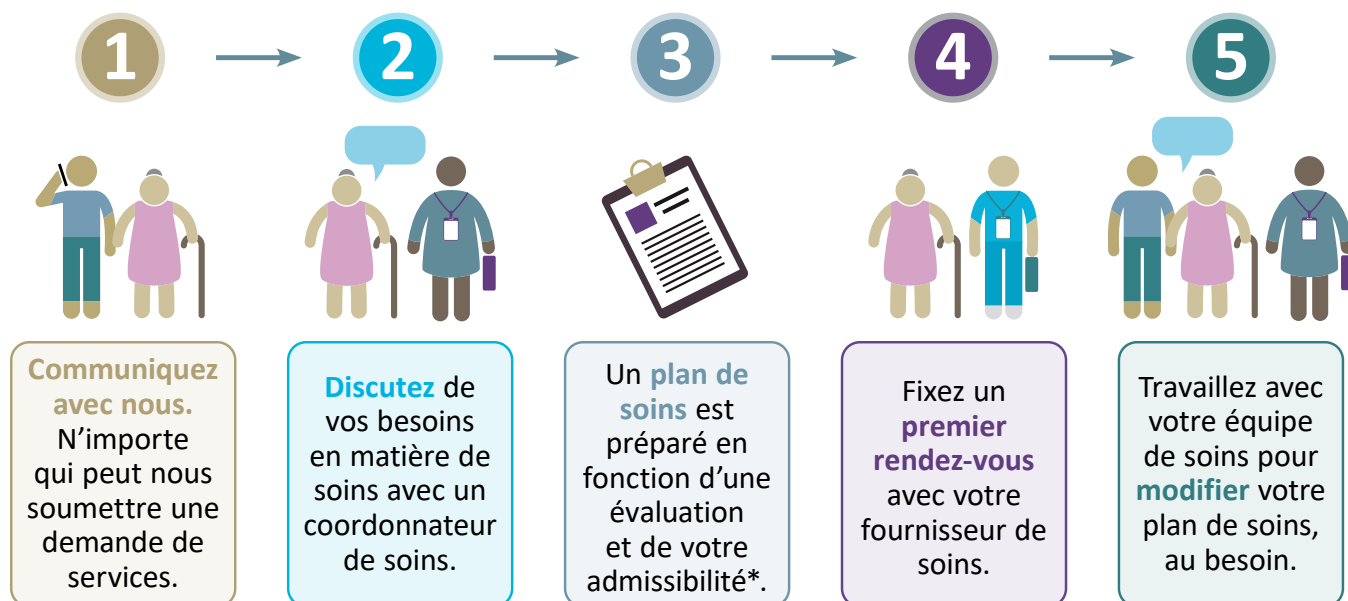 1
2
3
4
5
Communiquez
avec nous.
N’importe
qui peut nous
soumettre une
demande de
services.
Discutez de
vos besoins
en matière de
soins avec un
coordonnateur
de soins.
Un plan de
soins est
préparé en
fonction d’une
évaluation
et de votre
admissibilité*.
Fixez un
premier
rendez-vous
avec votre
fournisseur de
soins.
Travaillez avec
votre équipe
de soins pour
modifier votre
plan de soins,
au besoin.